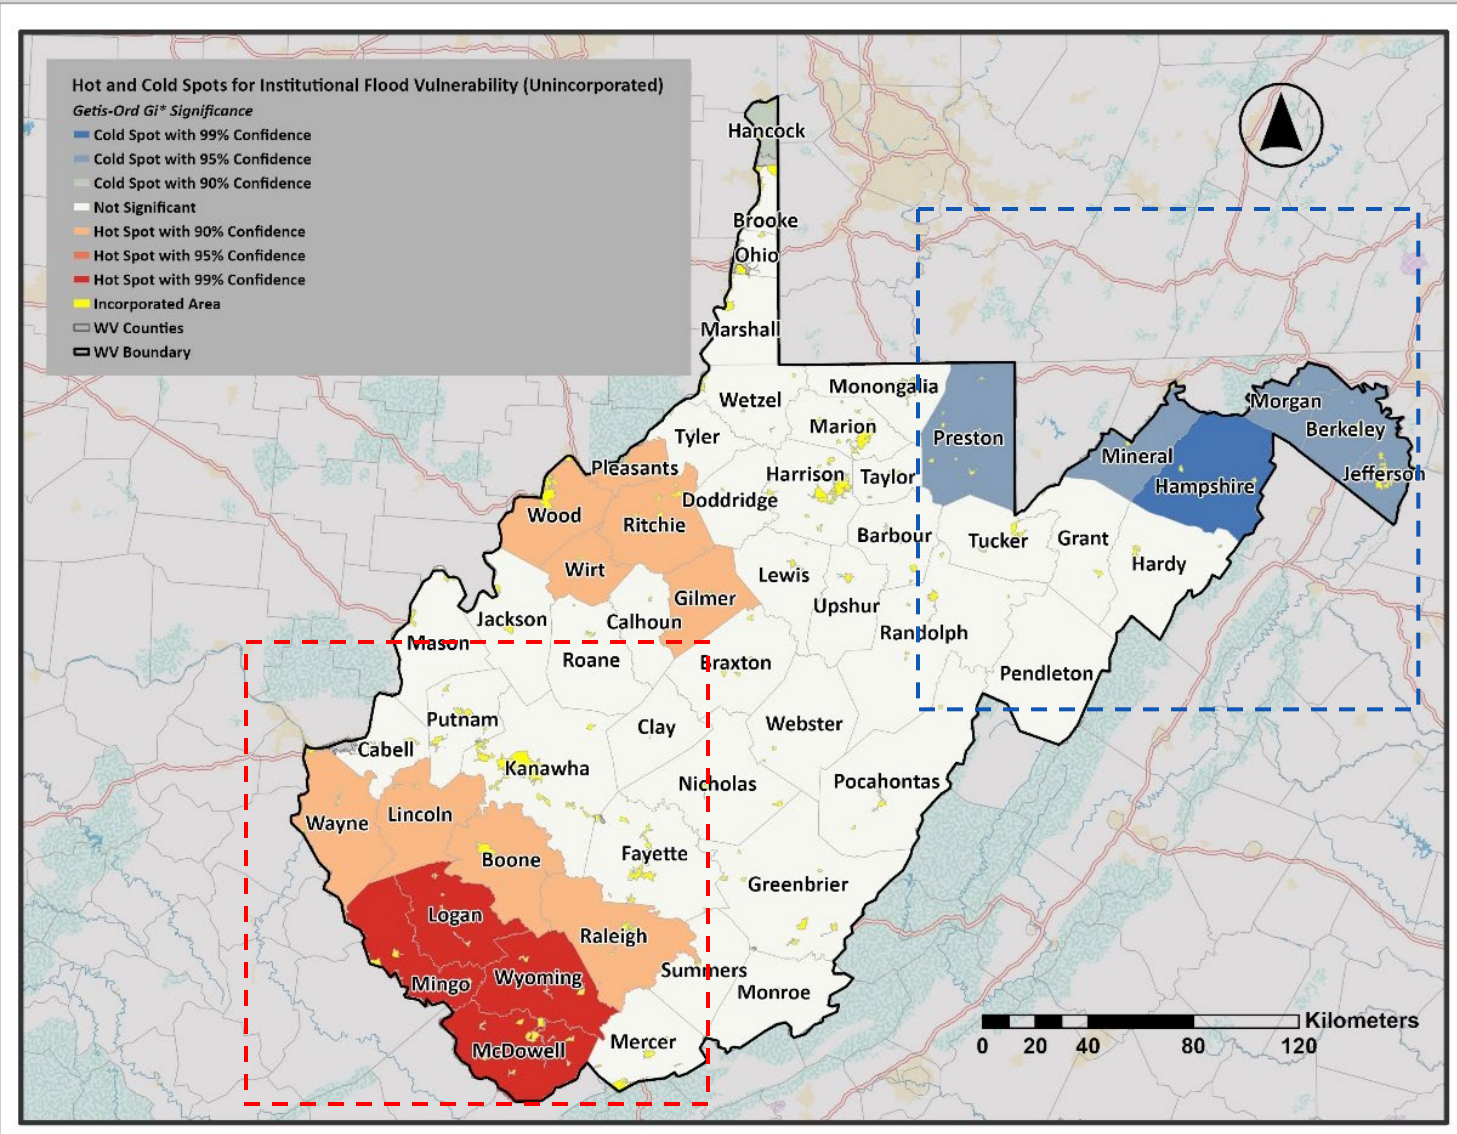 Hot and Cold Spots for Institutional Flood Vulnerability (Unincorporated)
Getis-Ord Gi* Significance
Cold Spot with 99% Confidence
Cold Spot with 95% Confidence
Cold Spot with 90% Confidence
Not Significant
Hot Spot with 90% Confidence
Hot Spot with 95% Confidence
Hot Spot with 99% Confidence
Incorporated Area
WV Counties
WV Boundary
Hancock
Brooke
Ohio
Marshall
Wetzel
Monongalia
Morgan
Tyler
Marion
Preston
Berkeley
Pleasants
Harrison
Taylor
Mineral
Hampshire
Jefferson
Doddridge
Wood
Ritchie
Barbour
Tucker
Grant
Hardy
Wirt
Lewis
Gilmer
Upshur
Jackson
Calhoun
Randolph
Mason
Roane
Braxton
Pendleton
Putnam
Clay
Webster
Cabell
Kanawha
Nicholas
Pocahontas
Wayne
Lincoln
Boone
Fayette
Greenbrier
Logan
Raleigh
Mingo
Wyoming
Summers
Monroe
McDowell
Mercer
Kilometers
0 20 40 80 120